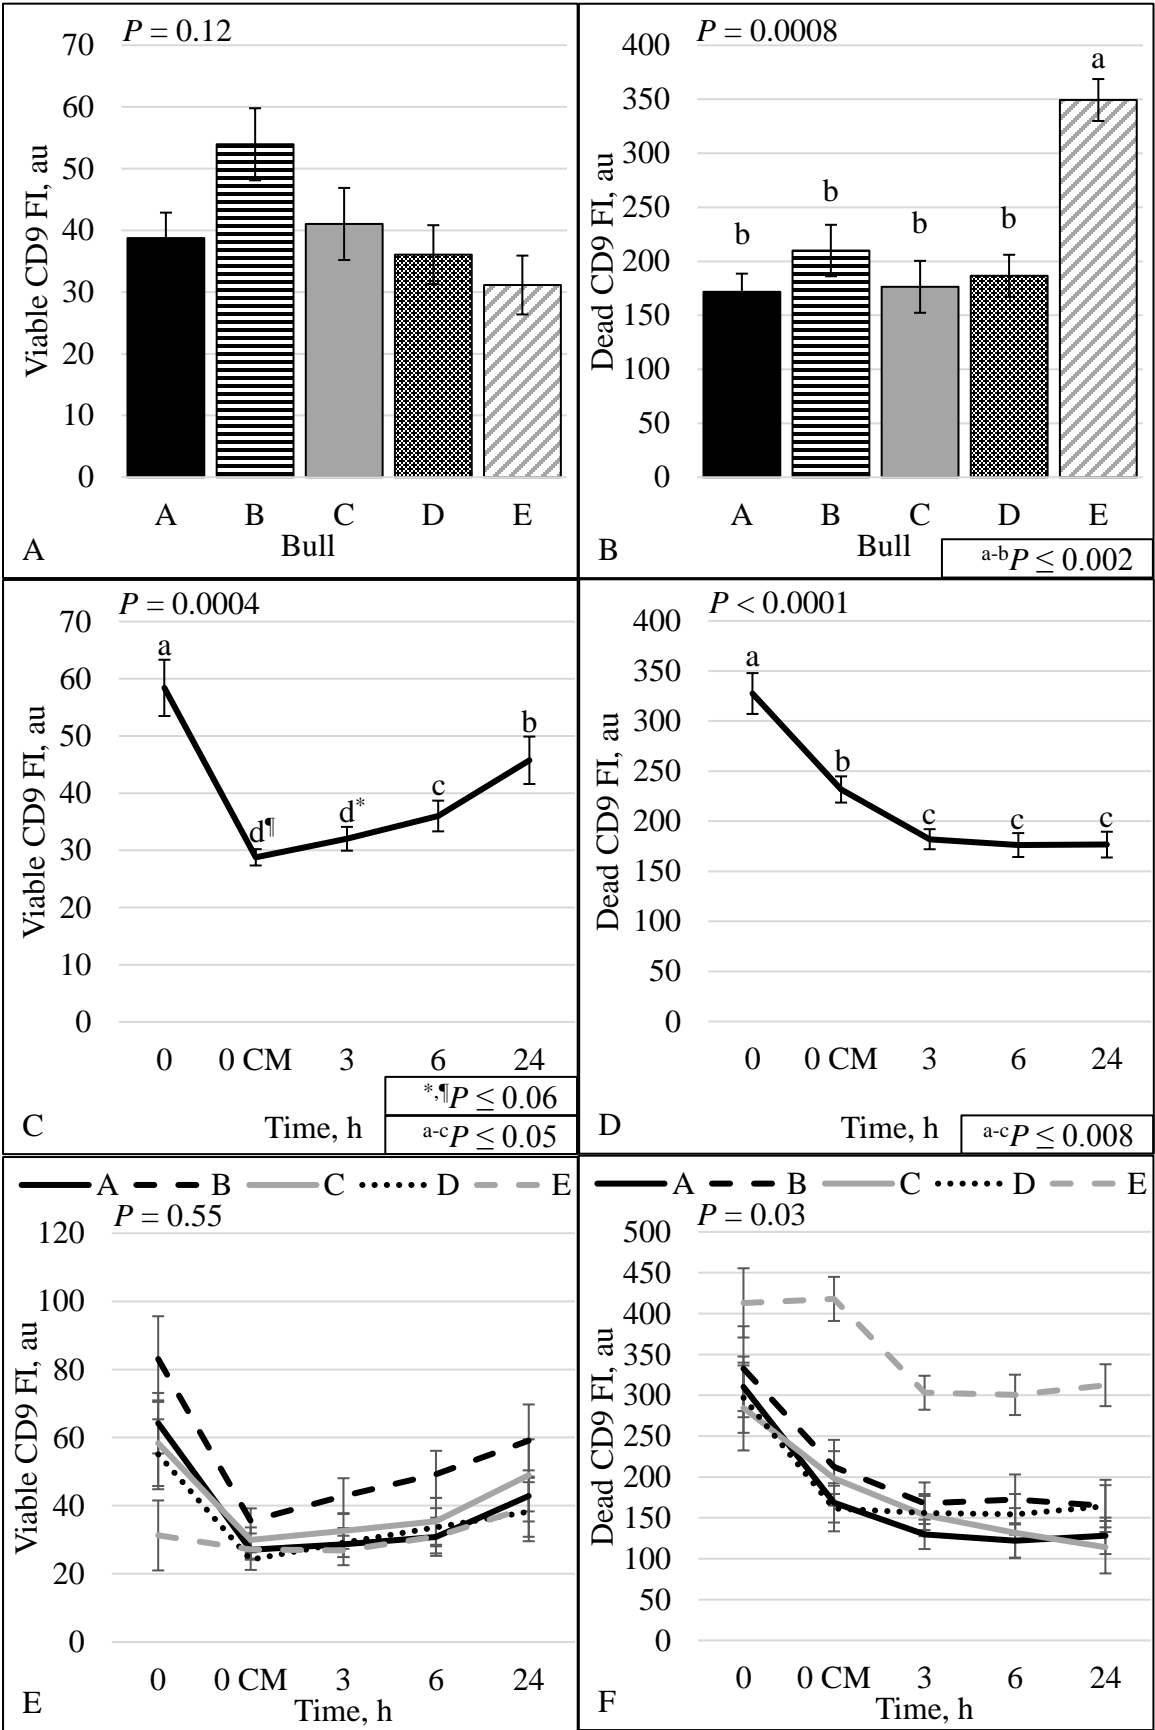 P = 0.12
Viable CD9 FI, au
70
60
50
40
30
20
10
0
A B C D E
Bull
A
P = 0.0008
Dead CD9 FI, au
400
350
300
250
200
150
100
50
0
b b b b a
A B C D E
Bull
B
a-bP ≤ 0.002
P = 0.0004
Viable CD9 FI, au
70
60
50
40
30
20
10
0
a d¶ d* c b
0 0 CM 3 6 24
Time, h
C
*,¶P ≤ 0.06
a-cP ≤ 0.05
P < 0.0001
Dead CD9 FI, au
400
350
300
250
200
150
100
50
0
a b c c c
0 0 CM 3 6 24
Time, h
D
a-cP ≤ 0.008
A B C D E
P = 0.55
Viable CD9 FI, au
120
100
80
60
40
20
0
0 0 CM 3 6 24
Time, h
E
A B C D E
P = 0.03
Dead CD9 FI, au
500
450
400
350
300
250
200
150
100
50
0
0 0 CM 3 6 24
Time, h
F